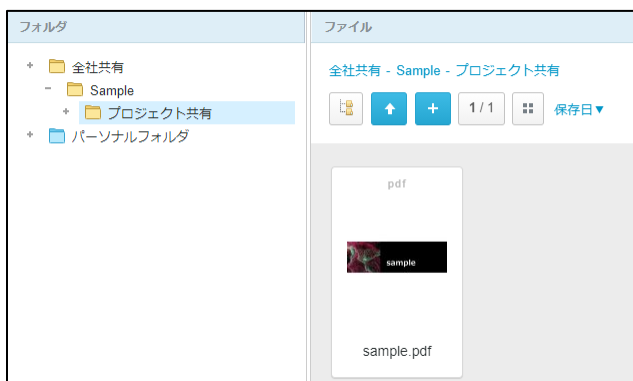 フォルダ
全社共有
Sample
プロジェクト共有
パーソナルフォルダ
ファイル
全社共有 - Sample - プロジェクト共有
1 / 1
保存日▼
pdf
sample
sample.pdf